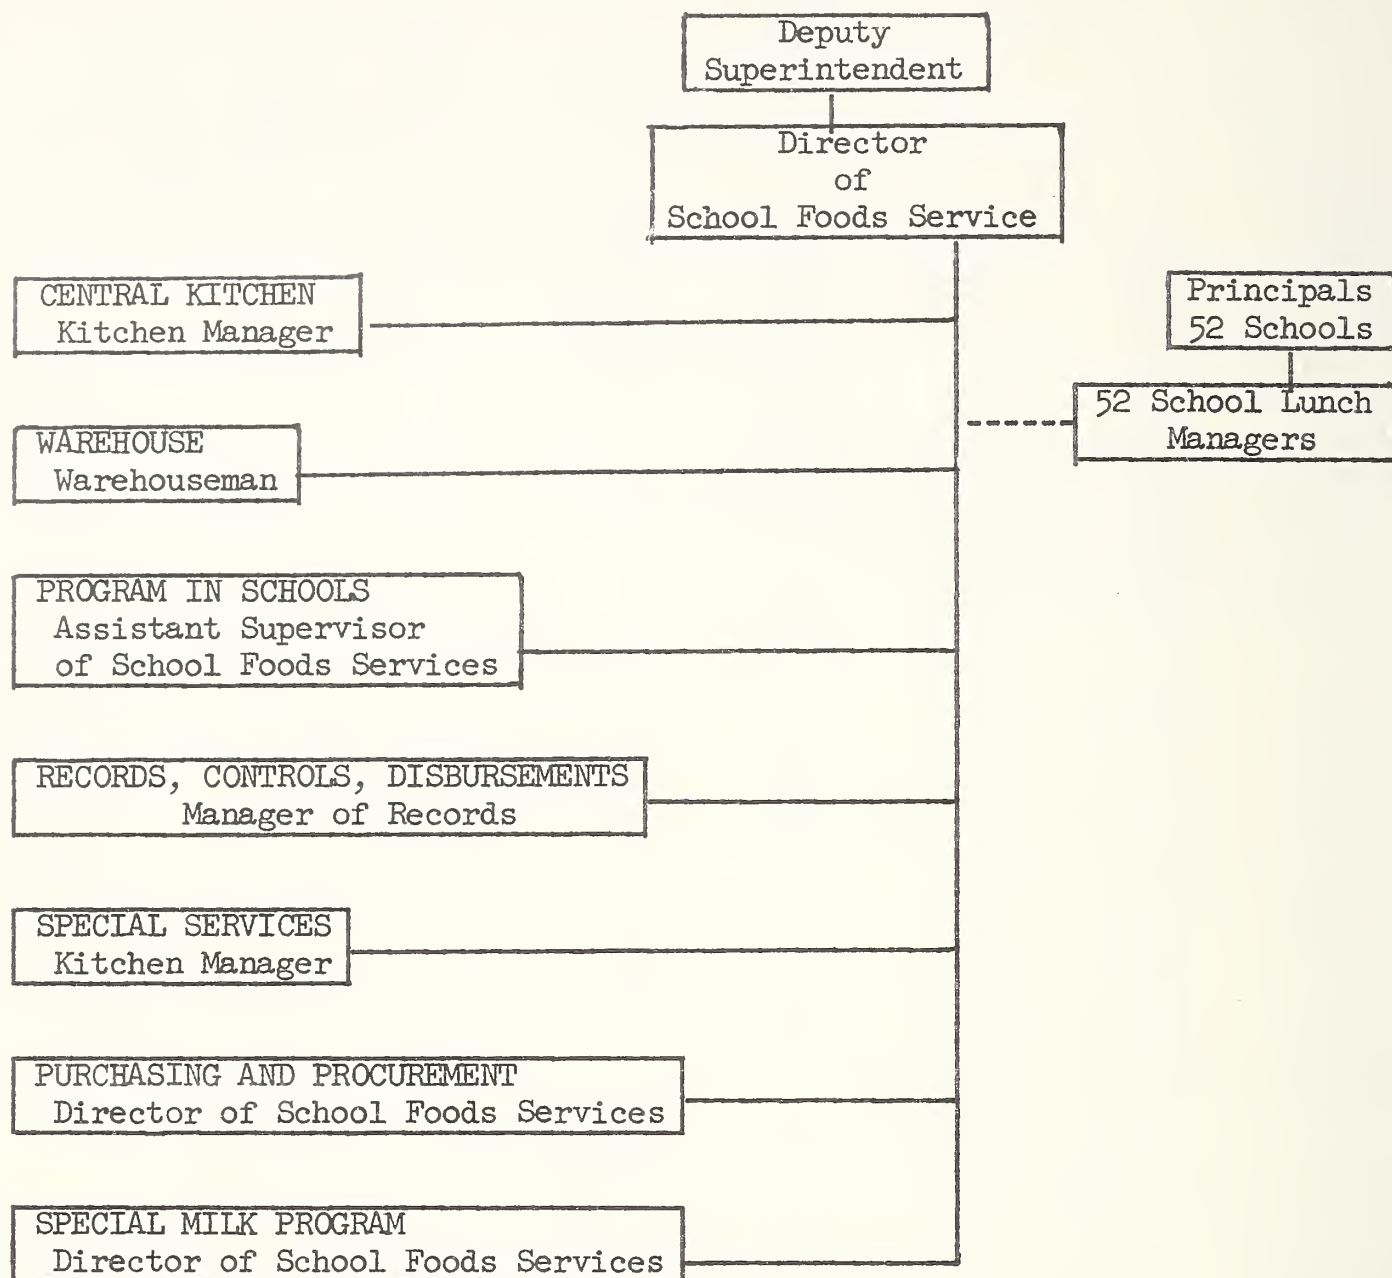 Deputy
Superintendent
Director
of
School Foods Service
CENTRAL KITCHEN
Kitchen Manager
Principals
52 Schools
52 School Lunch
Managers
WAREHOUSE
Warehouseman
PROGRAM IN SCHOOLS
Assistant Supervisor
of School Foods Services
RECORDS, CONTROLS, DISBURSEMENTS
Manager of Records
SPECIAL SERVICES
Kitchen Manager
PURCHASING AND PROCUREMENT
Director of School Foods Services
SPECIAL MILK PROGRAM
Director of School Foods Services